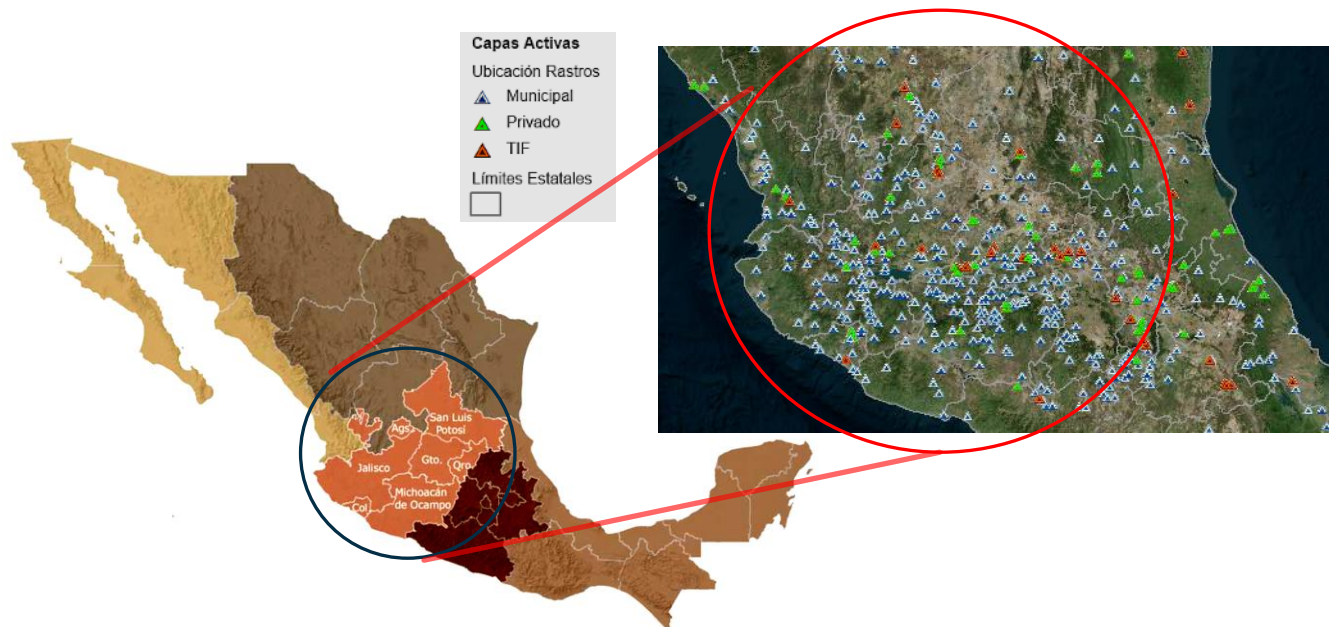 Capas Activas
Ubicación Rastros
Municipal
Privado
TIF
Límites Estatales
San Luis
Potosí
Ags.
Jalisco
Gto.
Qro.
Michoacán
de Ocampo
Col.